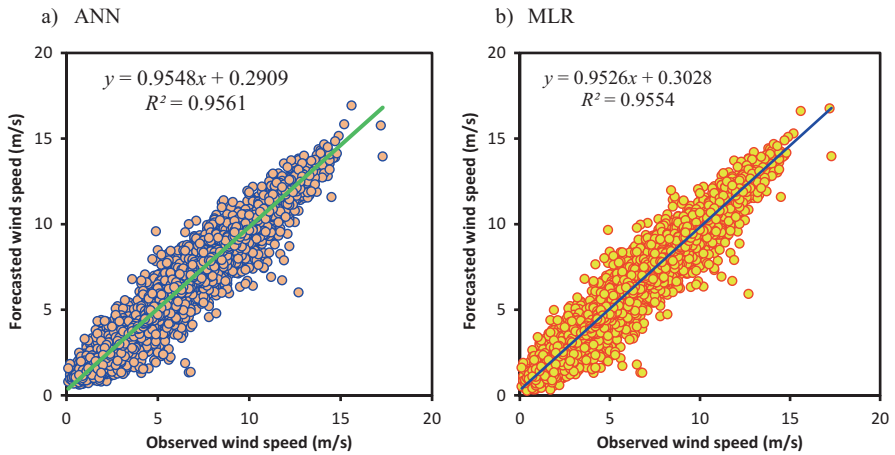 a) ANN
20
15
10
5
0
0
5
10
15
20
y = 0.9548x + 0.2909
R² = 0.9561
Forecasted wind speed (m/s)
Observed wind speed (m/s)
b) MLR
20
15
10
5
0
0
5
10
15
20
y = 0.9526x + 0.3028
R² = 0.9554
Forecasted wind speed (m/s)
Observed wind speed (m/s)